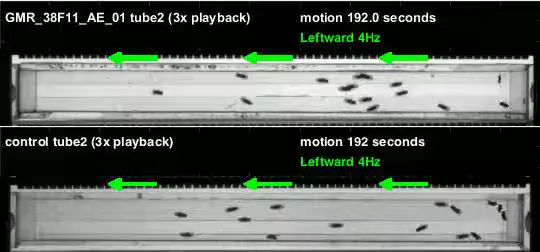 GMR_38F11_AE_01 tube2 (3x playback)
motion 192.0 seconds
Leftward 4Hz
control tube2 (3x playback)
motion 192 seconds
Leftward 4Hz